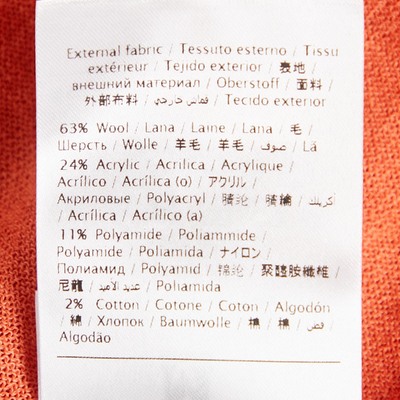 External fabric / Tessuto esterno / Tissu
extérieur / Tejido exterior / 表地 /
внешний материал / Oberstoff / 面料 /
外部布料 / قماش خارجي / Tecido exterior
63% Wool / Lana / Laine / Lana / 毛 /
Шерсть / Wolle / 羊毛 / 羊毛 / صوف / Lã
24% Acrylic / Acrilica / Acrylique /
Acrílico / Acrílico (o) / アクリル /
Акриловые / Polyacryl / 腈纶 / 腈綸 / أكريلك
/ Acrílica / Acrílico (a)
11% Polyamide / Poliammide /
Polyamide / Poliamida / ナイロン /
Полиамид / Polyamid / 锦纶 / 聚醯胺纖維 /
尼龍 / عديد الأميد / Poliamida
2% Cotton / Cotone / Coton / Algodón
/ 綿 / Хлопок / Baumwolle / 棉 / 棉 / قطن /
Algodão